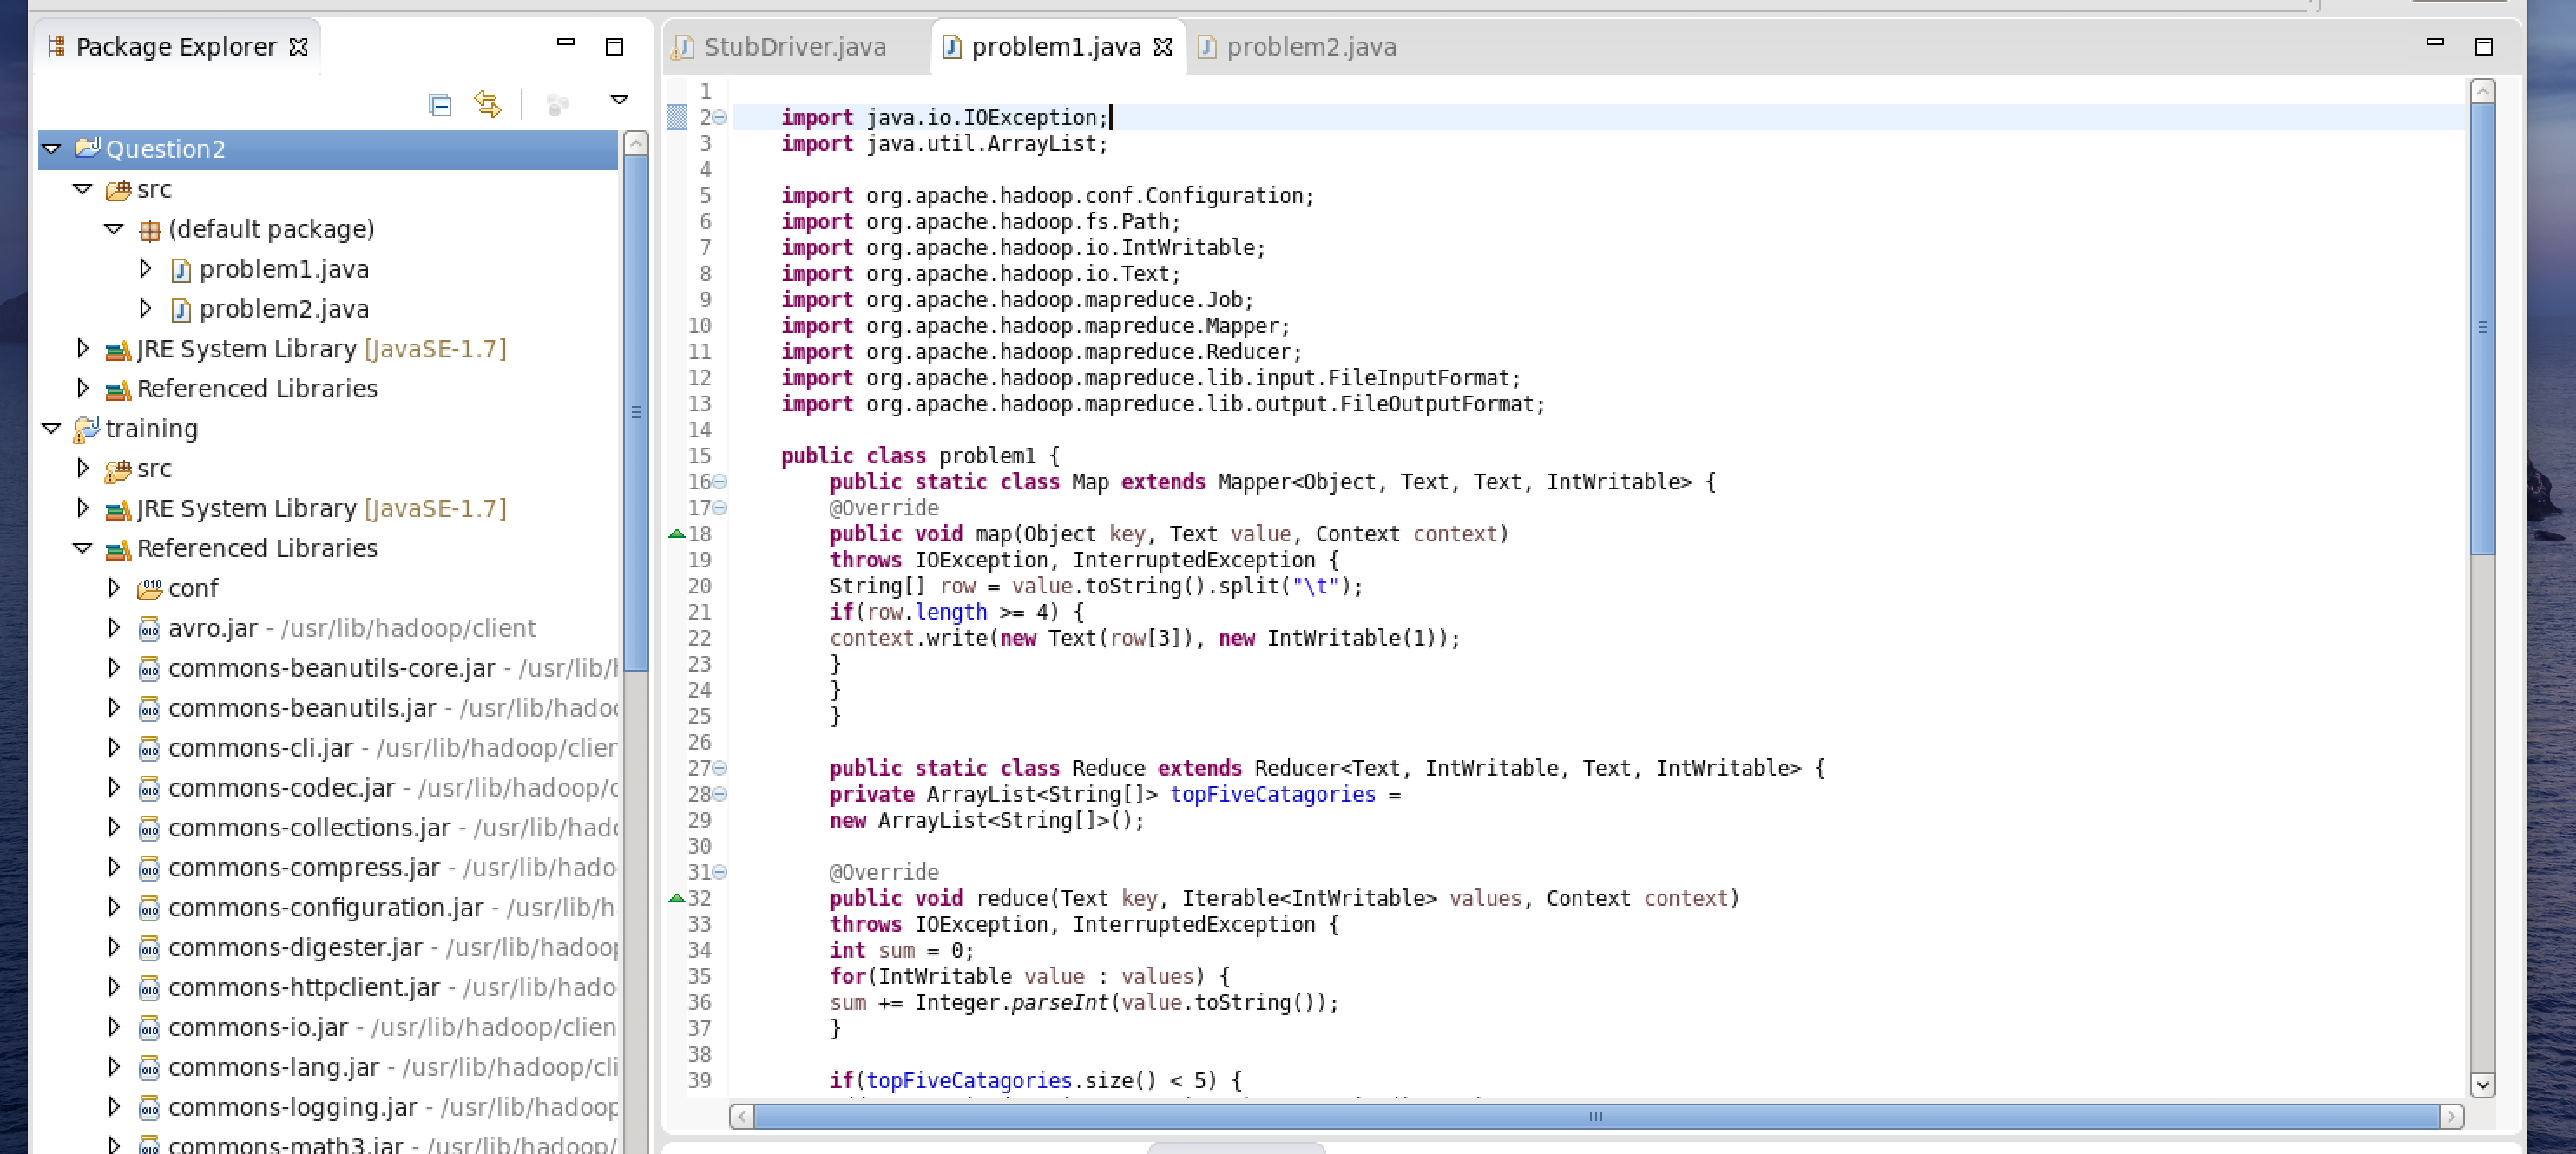 Package Explorer
Question2
src
(default package)
problem1.java
problem2.java
JRE System Library [JavaSE-1.7]
Referenced Libraries
training
src
JRE System Library [JavaSE-1.7]
Referenced Libraries
conf
avro.jar - /usr/lib/hadoop/client
commons-beanutils-core.jar - /usr/lib/h
commons-beanutils.jar - /usr/lib/hadoo
commons-cli.jar - /usr/lib/hadoop/clien
commons-codec.jar - /usr/lib/hadoop/c
commons-collections.jar - /usr/lib/hado
commons-compress.jar - /usr/lib/hado
commons-configuration.jar - /usr/lib/h
commons-digester.jar - /usr/lib/hadoop
commons-httpclient.jar - /usr/lib/hado
commons-io.jar - /usr/lib/hadoop/clien
commons-lang.jar - /usr/lib/hadoop/cli
commons-logging.jar - /usr/lib/hadoop
commons-math3.jar - /usr/lib/hadoop/
StubDriver.java problem1.java problem2.java
1
2 import java.io.IOException;
3 import java.util.ArrayList;
4
5 import org.apache.hadoop.conf.Configuration;
6 import org.apache.hadoop.fs.Path;
7 import org.apache.hadoop.io.IntWritable;
8 import org.apache.hadoop.io.Text;
9 import org.apache.hadoop.mapreduce.Job;
10 import org.apache.hadoop.mapreduce.Mapper;
11 import org.apache.hadoop.mapreduce.Reducer;
12 import org.apache.hadoop.mapreduce.lib.input.FileInputFormat;
13 import org.apache.hadoop.mapreduce.lib.output.FileOutputFormat;
14
15 public class problem1 {
16 public static class Map extends Mapper<Object, Text, Text, IntWritable> {
17 @Override
18 public void map(Object key, Text value, Context context)
19 throws IOException, InterruptedException {
20 String[] row = value.toString().split("\t");
21 if(row.length >= 4) {
22 context.write(new Text(row[3]), new IntWritable(1));
23 }
24 }
25 }
26
27 public static class Reduce extends Reducer<Text, IntWritable, Text, IntWritable> {
28 private ArrayList<String[]> topFiveCatagories =
29 new ArrayList<String[]>();
30
31 @Override
32 public void reduce(Text key, Iterable<IntWritable> values, Context context)
33 throws IOException, InterruptedException {
34 int sum = 0;
35 for(IntWritable value : values) {
36 sum += Integer.parseInt(value.toString());
37 }
38
39 if(topFiveCatagories.size() < 5) {